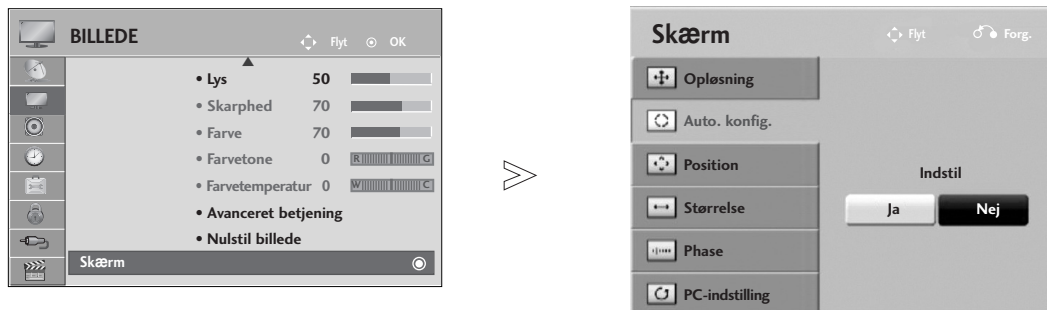 BILLEDE
Flyt OK
• Lys 50
• Skarphed 70
• Farve 70
• Farvetone 0 R G
• Farvetemperatur 0 W C
• Avanceret betjening
• Nulstil billede
Skærm
Skærm
Flyt Forg.
Opløsning
Auto. konfig.
Position
Størrelse
Phase
PC-indstilling
Indstil
Ja Nej